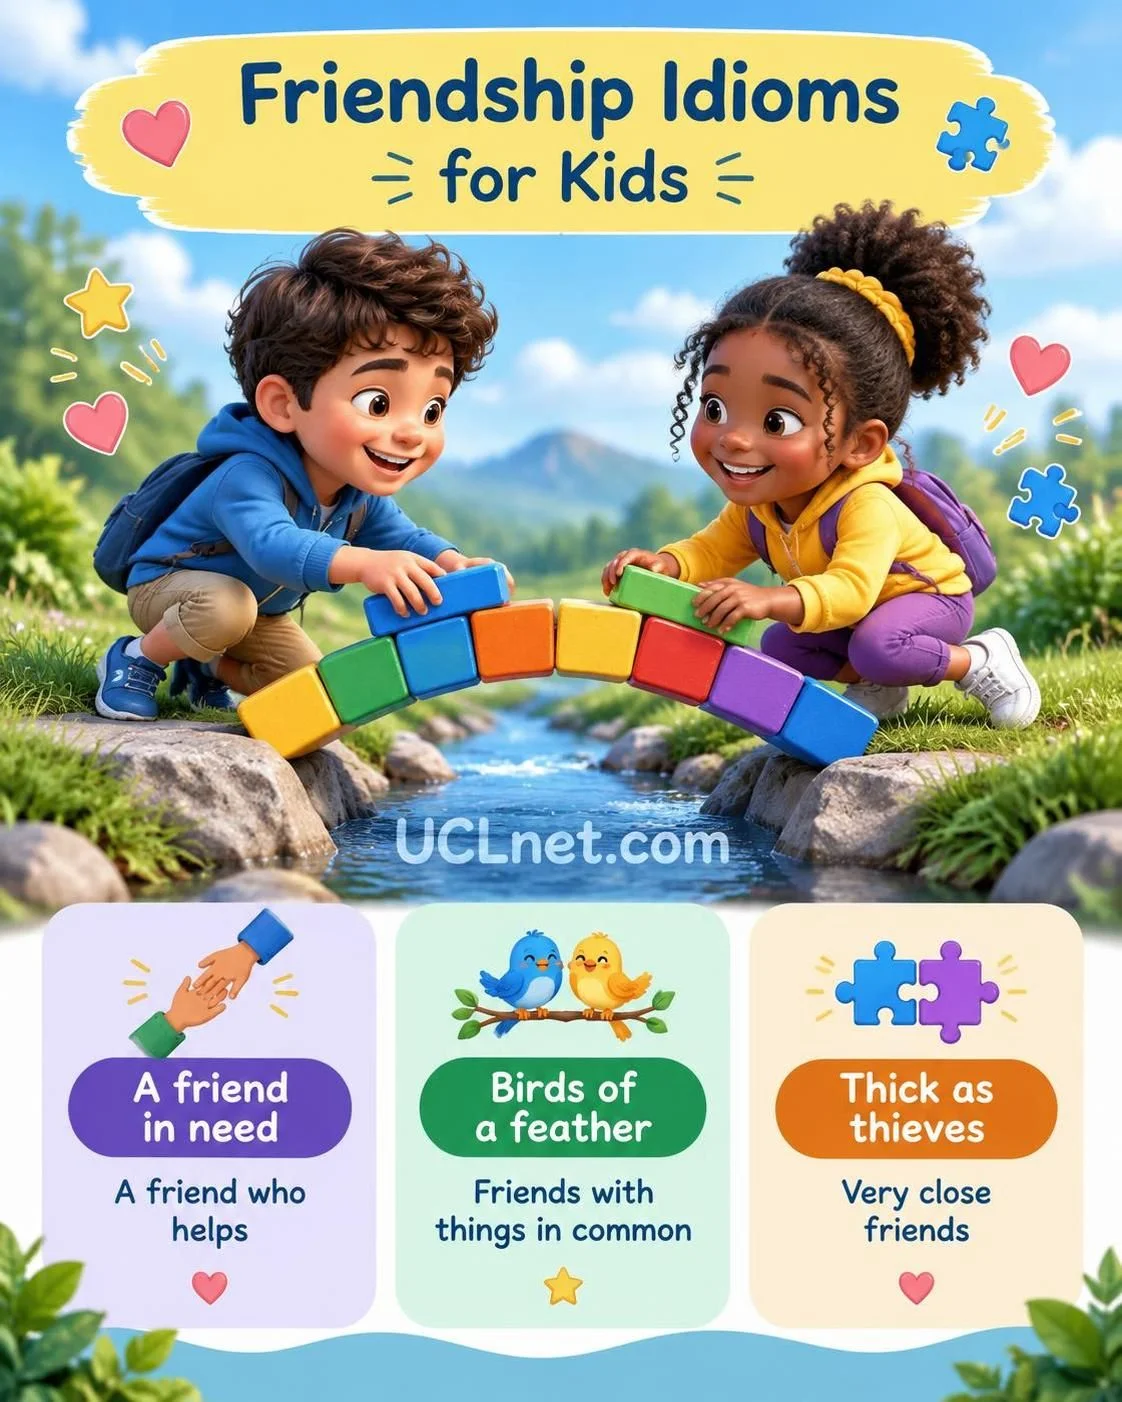 Friendship Idioms
for Kids
UCLnet.com
A friend
in need
A friend who
helps
Birds of
a feather
Friends with
things in common
Thick as
thieves
Very close
friends